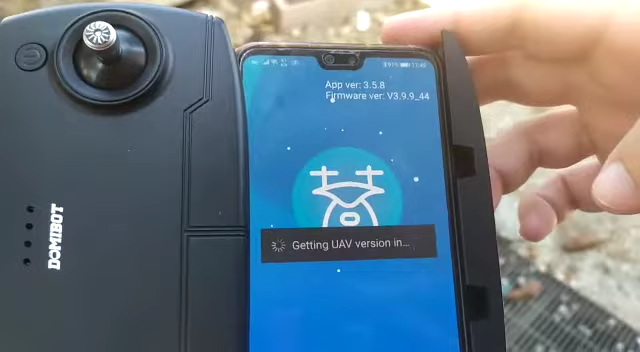 App ver: 3.5.8
Firmware ver: V3.9.9_44
Getting UAV version in...
DOMIBOT